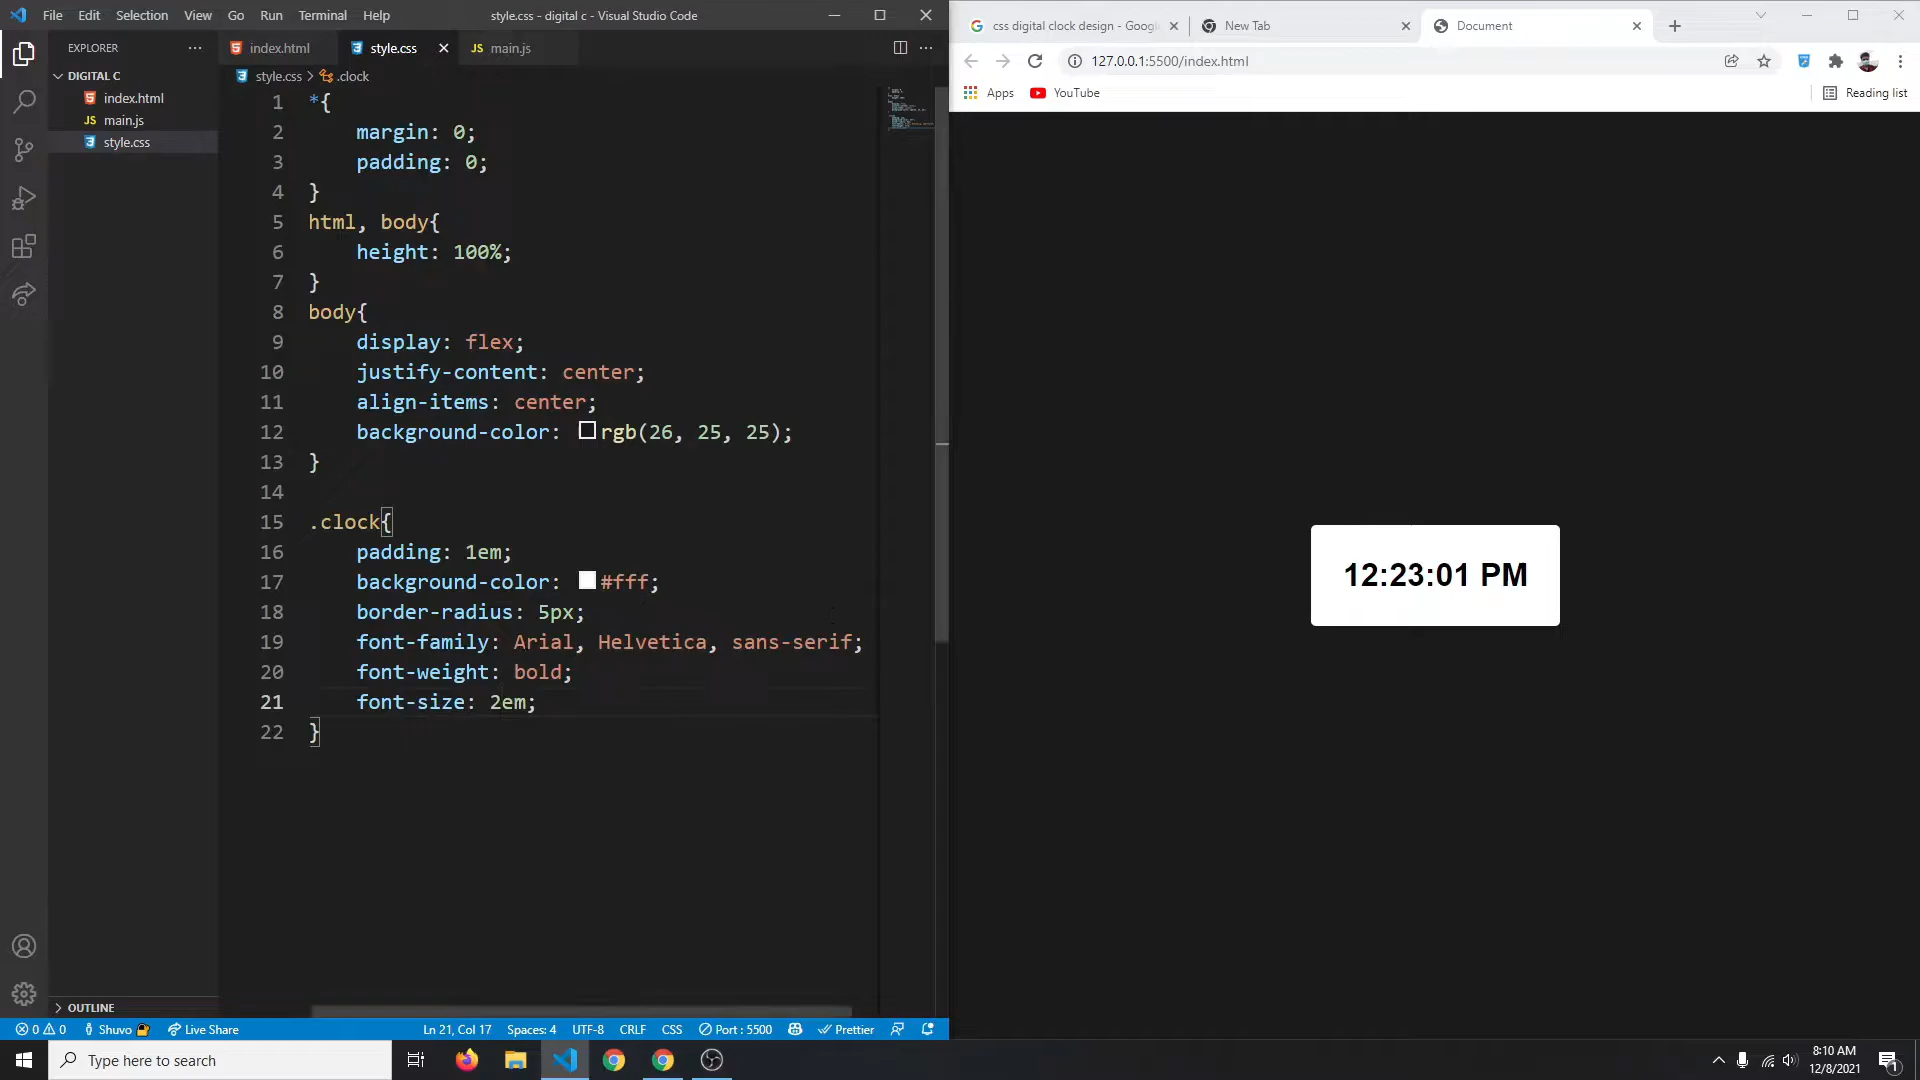 File Edit Selection View Go Run Terminal Help
style.css - digital c - Visual Studio Code
EXPLORER
DIGITAL C
index.html
main.js
style.css
OUTLINE
index.html
style.css
JS main.js
style.css > .clock
1 *{
2 margin: 0;
3 padding: 0;
4 }
5 html, body{
6 height: 100%;
7 }
8 body{
9 display: flex;
10 justify-content: center;
11 align-items: center;
12 background-color: rgb(26, 25, 25);
13 }
14
15 .clock{
16 padding: 1em;
17 background-color: #fff;
18 border-radius: 5px;
19 font-family: Arial, Helvetica, sans-serif;
20 font-weight: bold;
21 font-size: 2em;
22 }
0 0 Shuvo Live Share Ln 21, Col 17 Spaces: 4 UTF-8 CRLF CSS Port : 5500 Prettier
css digital clock design - Google
New Tab
Document
127.0.0.1:5500/index.html
Apps YouTube Reading list
12:23:01 PM
Type here to search
8:10 AM
12/8/2021
1